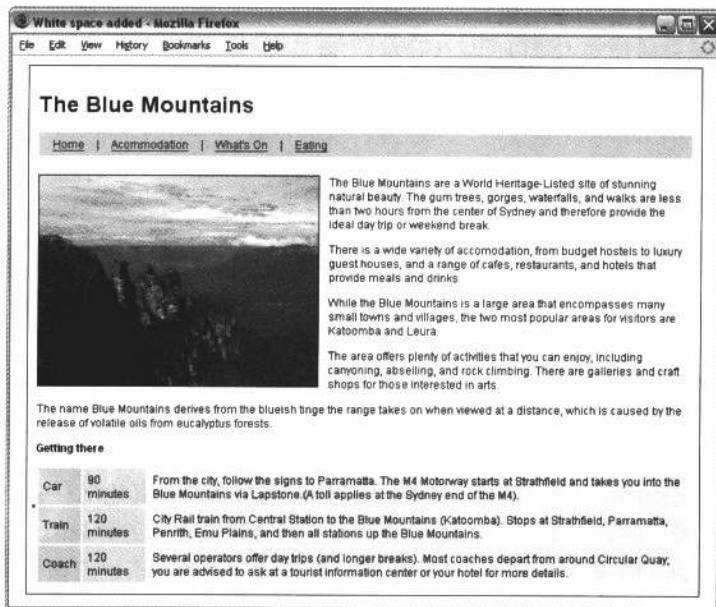 White space added - Mozilla Firefox
File Edit View History Bookmarks Tools Help
The Blue Mountains
Home | Acommodation | What's On | Eating
The Blue Mountains are a World Heritage-Listed site of stunning
natural beauty. The gum trees, gorges, waterfalls, and walks are less
than two hours from the center of Sydney and therefore provide the
ideal day trip or weekend break.
There is a wide variety of accomodation, from budget hostels to luxury
guest houses, and a range of cafes, restaurants, and hotels that
provide meals and drinks.
While the Blue Mountains is a large area that encompasses many
small towns and villages, the two most popular areas for visitors are
Katoomba and Leura.
The area offers plenty of activities that you can enjoy, including
canyoning, abseiling, and rock climbing. There are galleries and craft
shops for those interested in arts.
The name Blue Mountains derives from the blueish tinge the range takes on when viewed at a distance, which is caused by the
release of volatile oils from eucalyptus forests.
Getting there
Car 90 minutes From the city, follow the signs to Parramatta. The M4 Motorway starts at Strathfield and takes you into the
Blue Mountains via Lapstone.(A toll applies at the Sydney end of the M4).
Train 120 minutes City Rail train from Central Station to the Blue Mountains (Katoomba). Stops at Strathfield, Parramatta,
Penrith, Emu Plains, and then all stations up the Blue Mountains.
Coach 120 minutes Several operators offer day trips (and longer breaks). Most coaches depart from around Circular Quay;
you are advised to ask at a tourist information center or your hotel for more details.